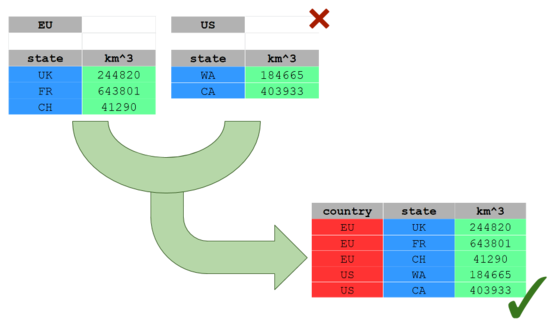 EU
state km^3
UK 244820
FR 643801
CH 41290
US
state km^3
WA 184665
CA 403933
country state km^3
EU UK 244820
EU FR 643801
EU CH 41290
US WA 184665
US CA 403933